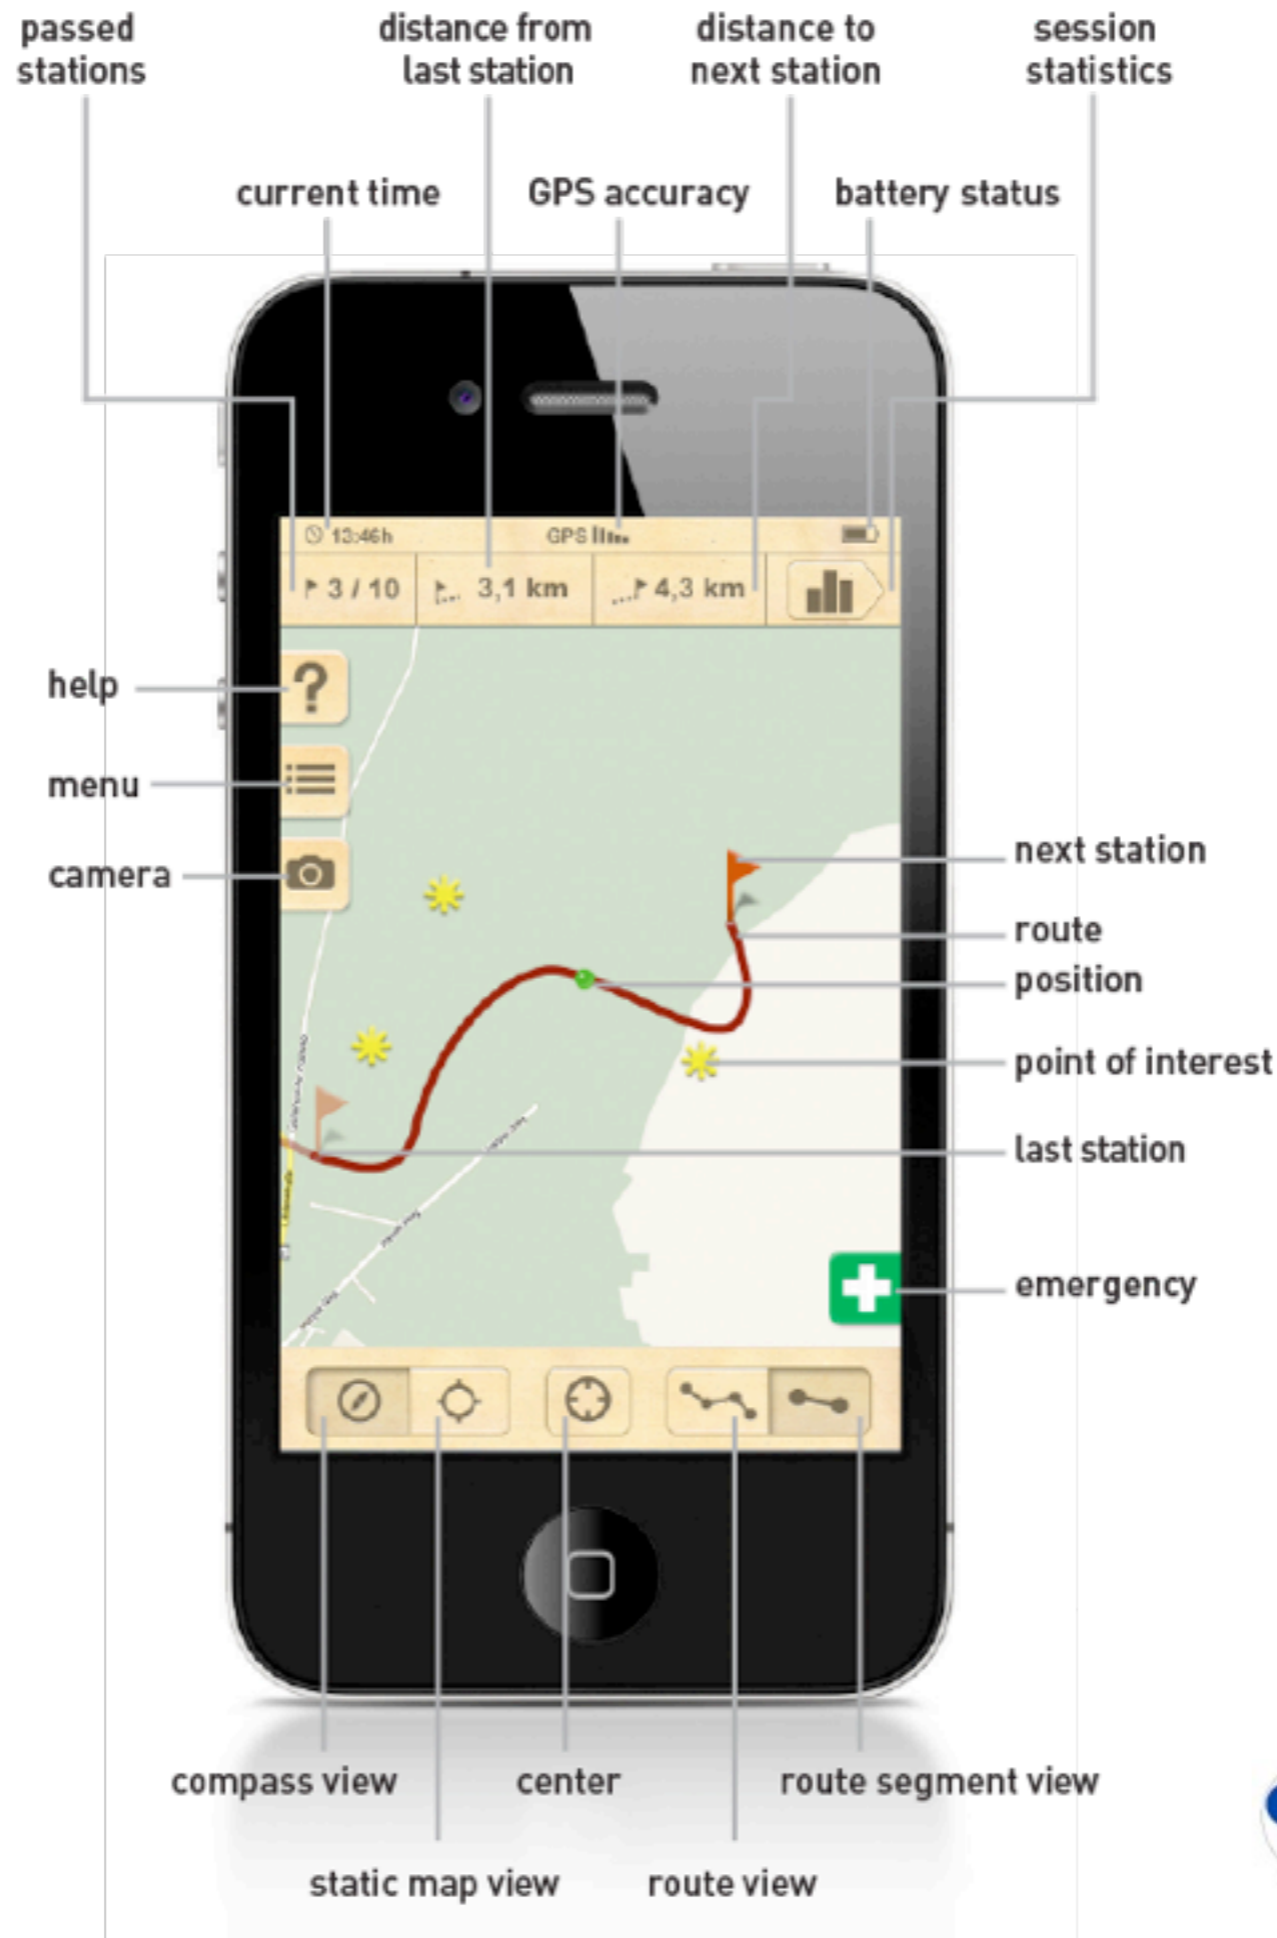 passed
stations
distance from
last station
distance to
next station
session
statistics
current time
GPS accuracy
battery status
13:46h
GPS
3 / 10
3,1 km
4,3 km
help
?
menu
camera
next station
route
position
point of interest
last station
emergency
compass view
center
route segment view
static map view
route view